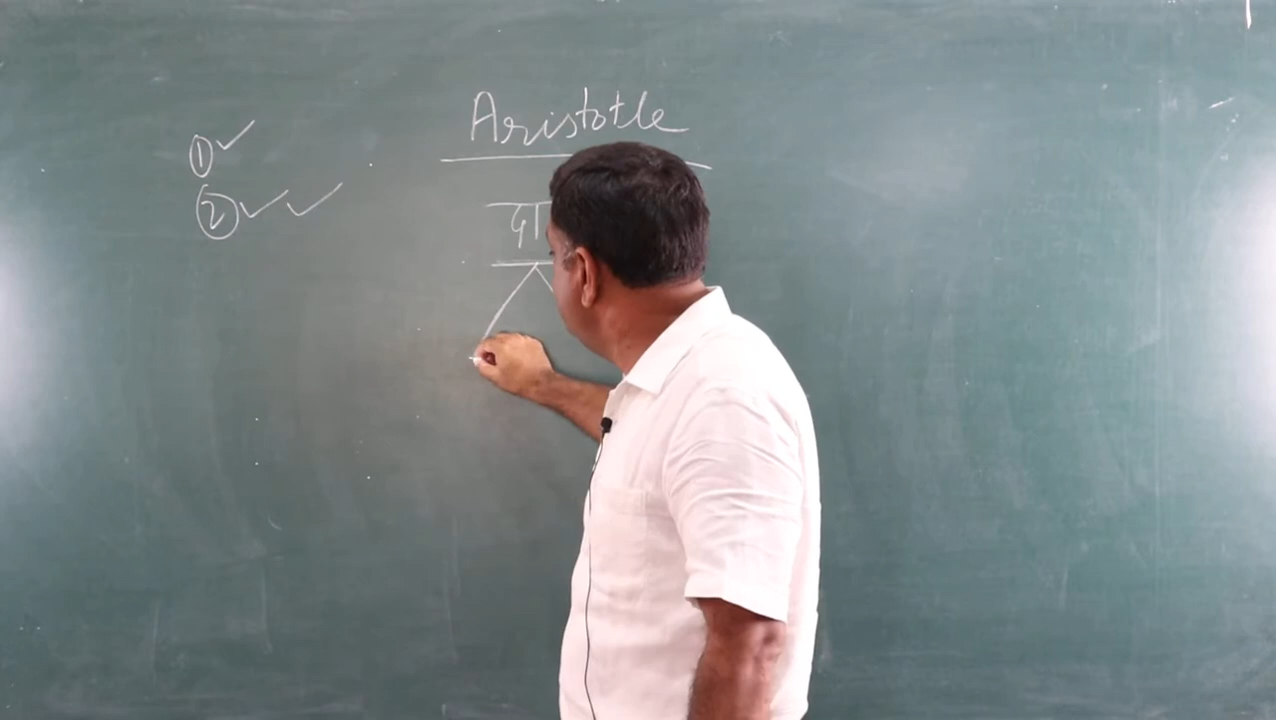 Aristotle
① ✓
② ✓ ✓